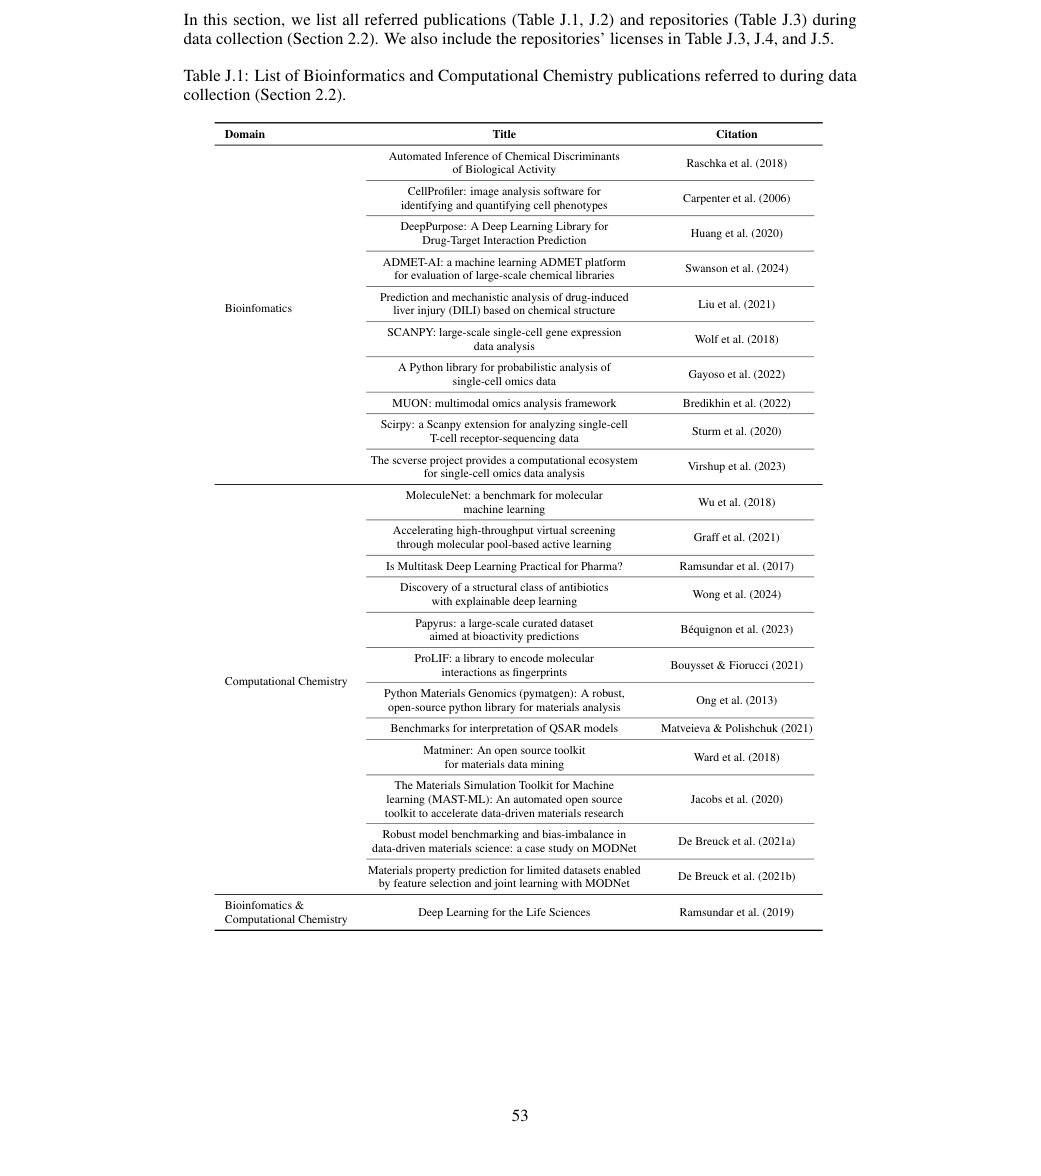 In this section, we list all referred publications (Table J.1, J.2) and repositories (Table J.3) during
data collection (Section 2.2). We also include the repositories' licenses in Table J.3, J.4, and J.5.
Table J.1: List of Bioinformatics and Computational Chemistry publications referred to during data
collection (Section 2.2).
Domain Title Citation
Bioinfomatics
Automated Inference of Chemical Discriminants
of Biological Activity
Raschka et al. (2018)
CellProfiler: image analysis software for
identifying and quantifying cell phenotypes
Carpenter et al. (2006)
DeepPurpose: A Deep Learning Library for
Drug-Target Interaction Prediction
Huang et al. (2020)
ADMET-AI: a machine learning ADMET platform
for evaluation of large-scale chemical libraries
Swanson et al. (2024)
Prediction and mechanistic analysis of drug-induced
liver injury (DILI) based on chemical structure
Liu et al. (2021)
SCANPY: large-scale single-cell gene expression
data analysis
Wolf et al. (2018)
A Python library for probabilistic analysis of
single-cell omics data
Gayoso et al. (2022)
MUON: multimodal omics analysis framework
Bredikhin et al. (2022)
Scirpy: a Scanpy extension for analyzing single-cell
T-cell receptor-sequencing data
Sturm et al. (2020)
The scverse project provides a computational ecosystem
for single-cell omics data analysis
Virshup et al. (2023)
Computational Chemistry
MoleculeNet: a benchmark for molecular
machine learning
Wu et al. (2018)
Accelerating high-throughput virtual screening
through molecular pool-based active learning
Graff et al. (2021)
Is Multitask Deep Learning Practical for Pharma?
Ramsundar et al. (2017)
Discovery of a structural class of antibiotics
with explainable deep learning
Wong et al. (2024)
Papyrus: a large-scale curated dataset
aimed at bioactivity predictions
Béquignon et al. (2023)
ProLIF: a library to encode molecular
interactions as fingerprints
Bouysset & Fiorucci (2021)
Python Materials Genomics (pymatgen): A robust,
open-source python library for materials analysis
Ong et al. (2013)
Benchmarks for interpretation of QSAR models
Matveieva & Polishchuk (2021)
Matminer: An open source toolkit
for materials data mining
Ward et al. (2018)
The Materials Simulation Toolkit for Machine
learning (MAST-ML): An automated open source
toolkit to accelerate data-driven materials research
Jacobs et al. (2020)
Robust model benchmarking and bias-imbalance in
data-driven materials science: a case study on MODNet
De Breuck et al. (2021a)
Materials property prediction for limited datasets enabled
by feature selection and joint learning with MODNet
De Breuck et al. (2021b)
Bioinfomatics &
Computational Chemistry
Deep Learning for the Life Sciences
Ramsundar et al. (2019)
53